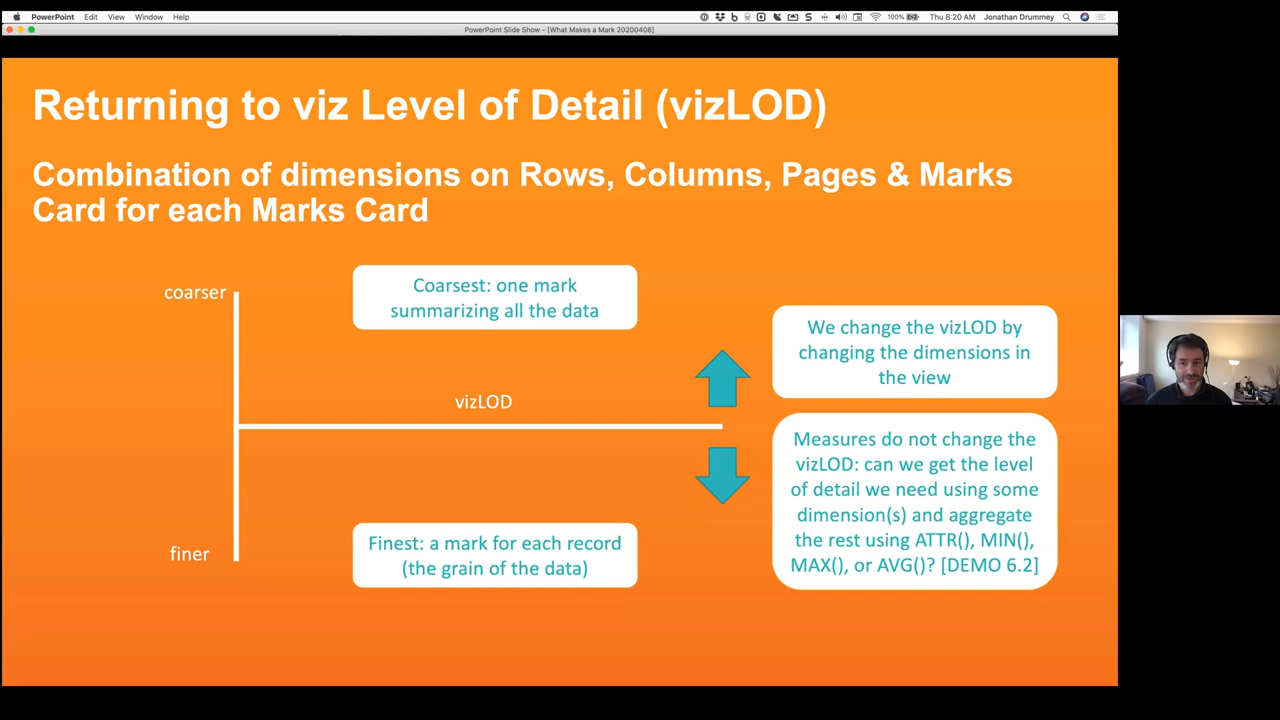 PowerPoint Edit View Window Help
100% Thu 8:20 AM Jonathan Drummey
PowerPoint Slide Show - [What Makes a Mark 20200408]
Returning to viz Level of Detail (vizLOD)
Combination of dimensions on Rows, Columns, Pages & Marks
Card for each Marks Card
coarser
Coarsest: one mark
summarizing all the data
We change the vizLOD by
changing the dimensions in
the view
vizLOD
Measures do not change the
vizLOD: can we get the level
of detail we need using some
dimension(s) and aggregate
the rest using ATTR(), MIN(),
MAX(), or AVG()? [DEMO 6.2]
Finest: a mark for each record
(the grain of the data)
finer